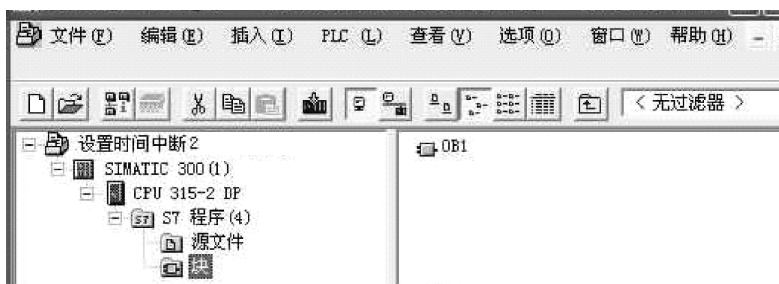 文件(F) 编辑(E) 插入(I) PLC (L) 查看(V) 选项(O) 窗口(W) 帮助(H)
< 无过滤器 >
设置时间中断2
OB1
SIMATIC 300(1)
CPU 315-2 DP
S7 S7 程序(4)
源文件
块